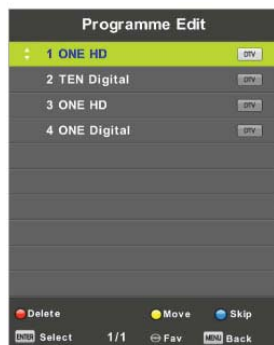 Programme Edit
1 ONE HD DTV
2 TEN Digital DTV
3 ONE HD DTV
4 ONE Digital DTV
Delete Move Skip
ENTER Select 1/1 Fav MENU Back